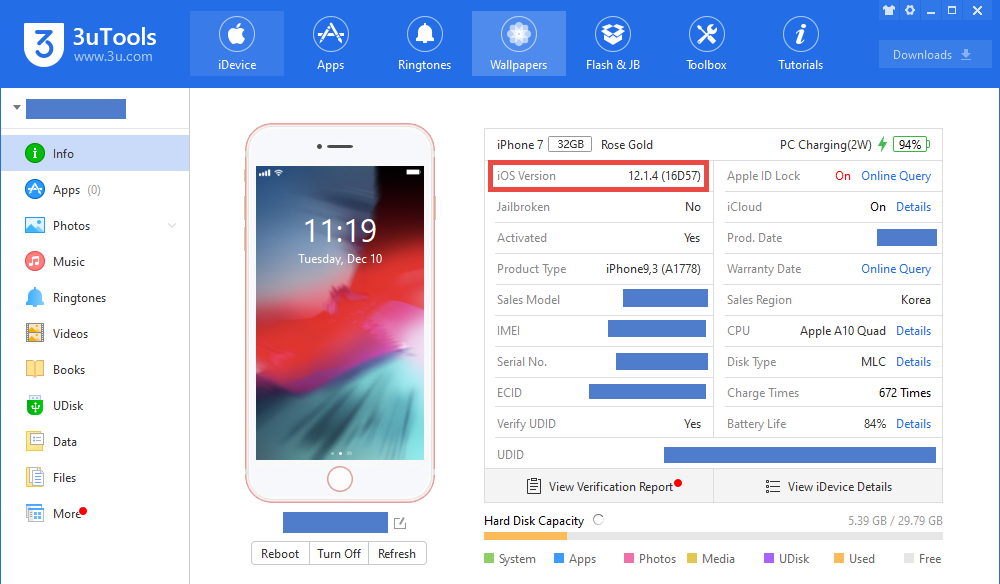 3 3uTools
www.3u.com
iDevice
Apps
Ringtones
Wallpapers
Flash & JB
Toolbox
Tutorials
Downloads
Info
Apps (0)
Photos
Music
Ringtones
Videos
Books
UDisk
Data
Files
More
11:19
Tuesday, Dec 10
Reboot Turn Off Refresh
iPhone 7 32GB Rose Gold PC Charging(2W) 94%
iOS Version 12.1.4 (16D57) Apple ID Lock On Online Query
Jailbroken No iCloud On Details
Activated Yes Prod. Date
Product Type iPhone9,3 (A1778) Warranty Date Online Query
Sales Model Sales Region Korea
IMEI CPU Apple A10 Quad Details
Serial No. Disk Type MLC Details
ECID Charge Times 672 Times
Verify UDID Yes Battery Life 84% Details
UDID
View Verification Report View iDevice Details
Hard Disk Capacity 5.39 GB / 29.79 GB
System Apps Photos Media UDisk Used Free